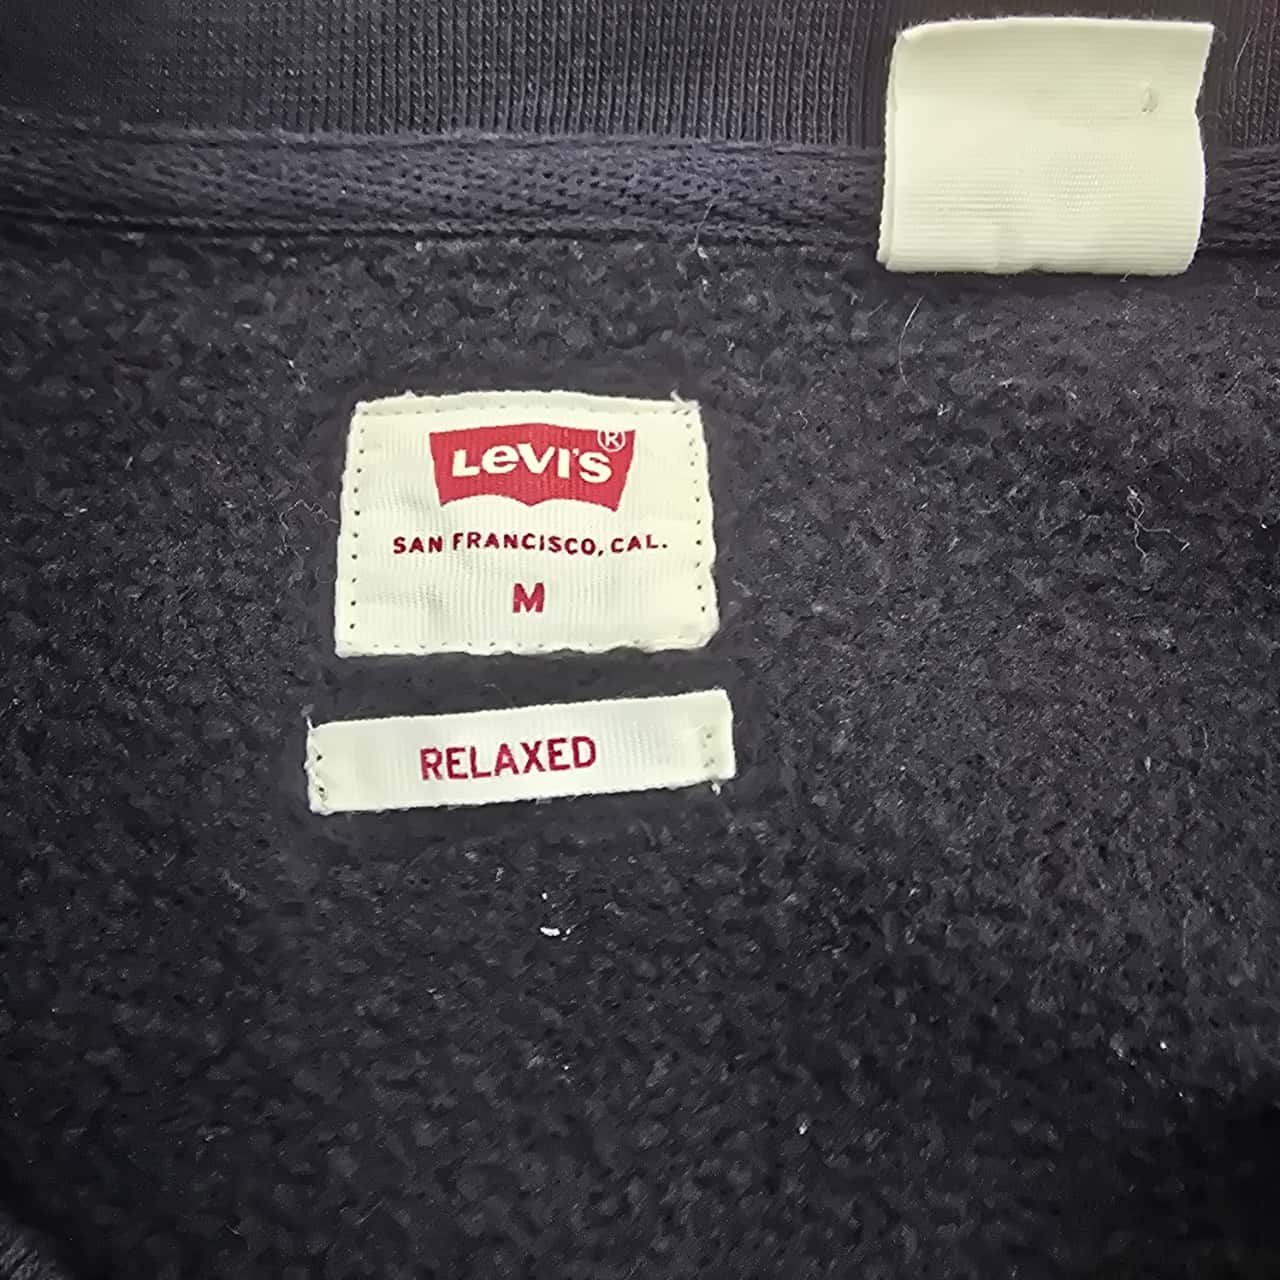 Levi's®
SAN FRANCISCO, CAL.
M
RELAXED